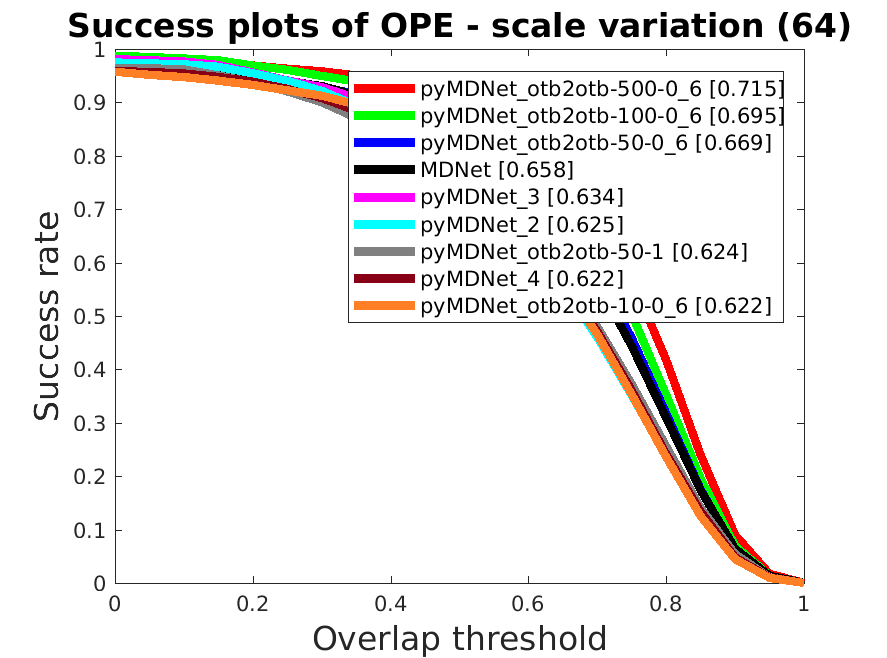 Success plots of OPE - scale variation (64)
1
0.9
0.8
0.7
0.6
0.5
0.4
0.3
0.2
0.1
0
Success rate
pyMDNet_otb2otb-500-0_6 [0.715]
pyMDNet_otb2otb-100-0_6 [0.695]
pyMDNet_otb2otb-50-0_6 [0.669]
MDNet [0.658]
pyMDNet_3 [0.634]
pyMDNet_2 [0.625]
pyMDNet_otb2otb-50-1 [0.624]
pyMDNet_4 [0.622]
pyMDNet_otb2otb-10-0_6 [0.622]
0 0.2 0.4 0.6 0.8 1
Overlap threshold